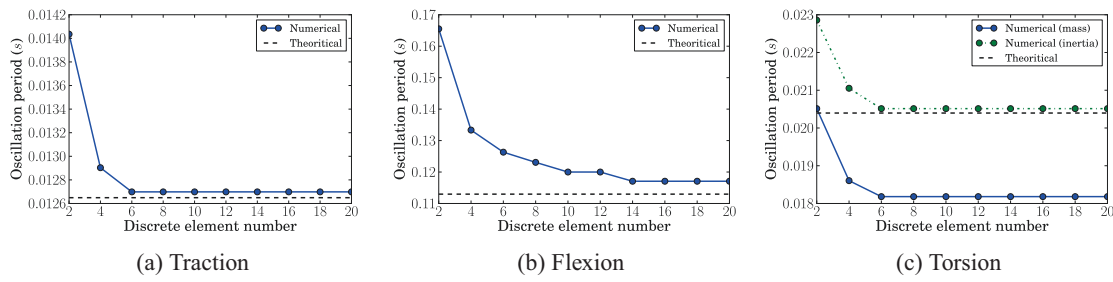 0.0142
0.0140
0.0138
0.0136
0.0134
0.0132
0.0130
0.0128
0.0126
2 4 6 8 10 12 14 16 18 20
Oscillation period (s)
Discrete element number
Numerical
Theoritical
(a) Traction
0.17
0.16
0.15
0.14
0.13
0.12
0.11
2 4 6 8 10 12 14 16 18 20
Oscillation period (s)
Discrete element number
Numerical
Theoritical
(b) Flexion
0.023
0.022
0.021
0.020
0.019
0.018
2 4 6 8 10 12 14 16 18 20
Oscillation period (s)
Discrete element number
Numerical (mass)
Numerical (inertia)
Theoritical
(c) Torsion